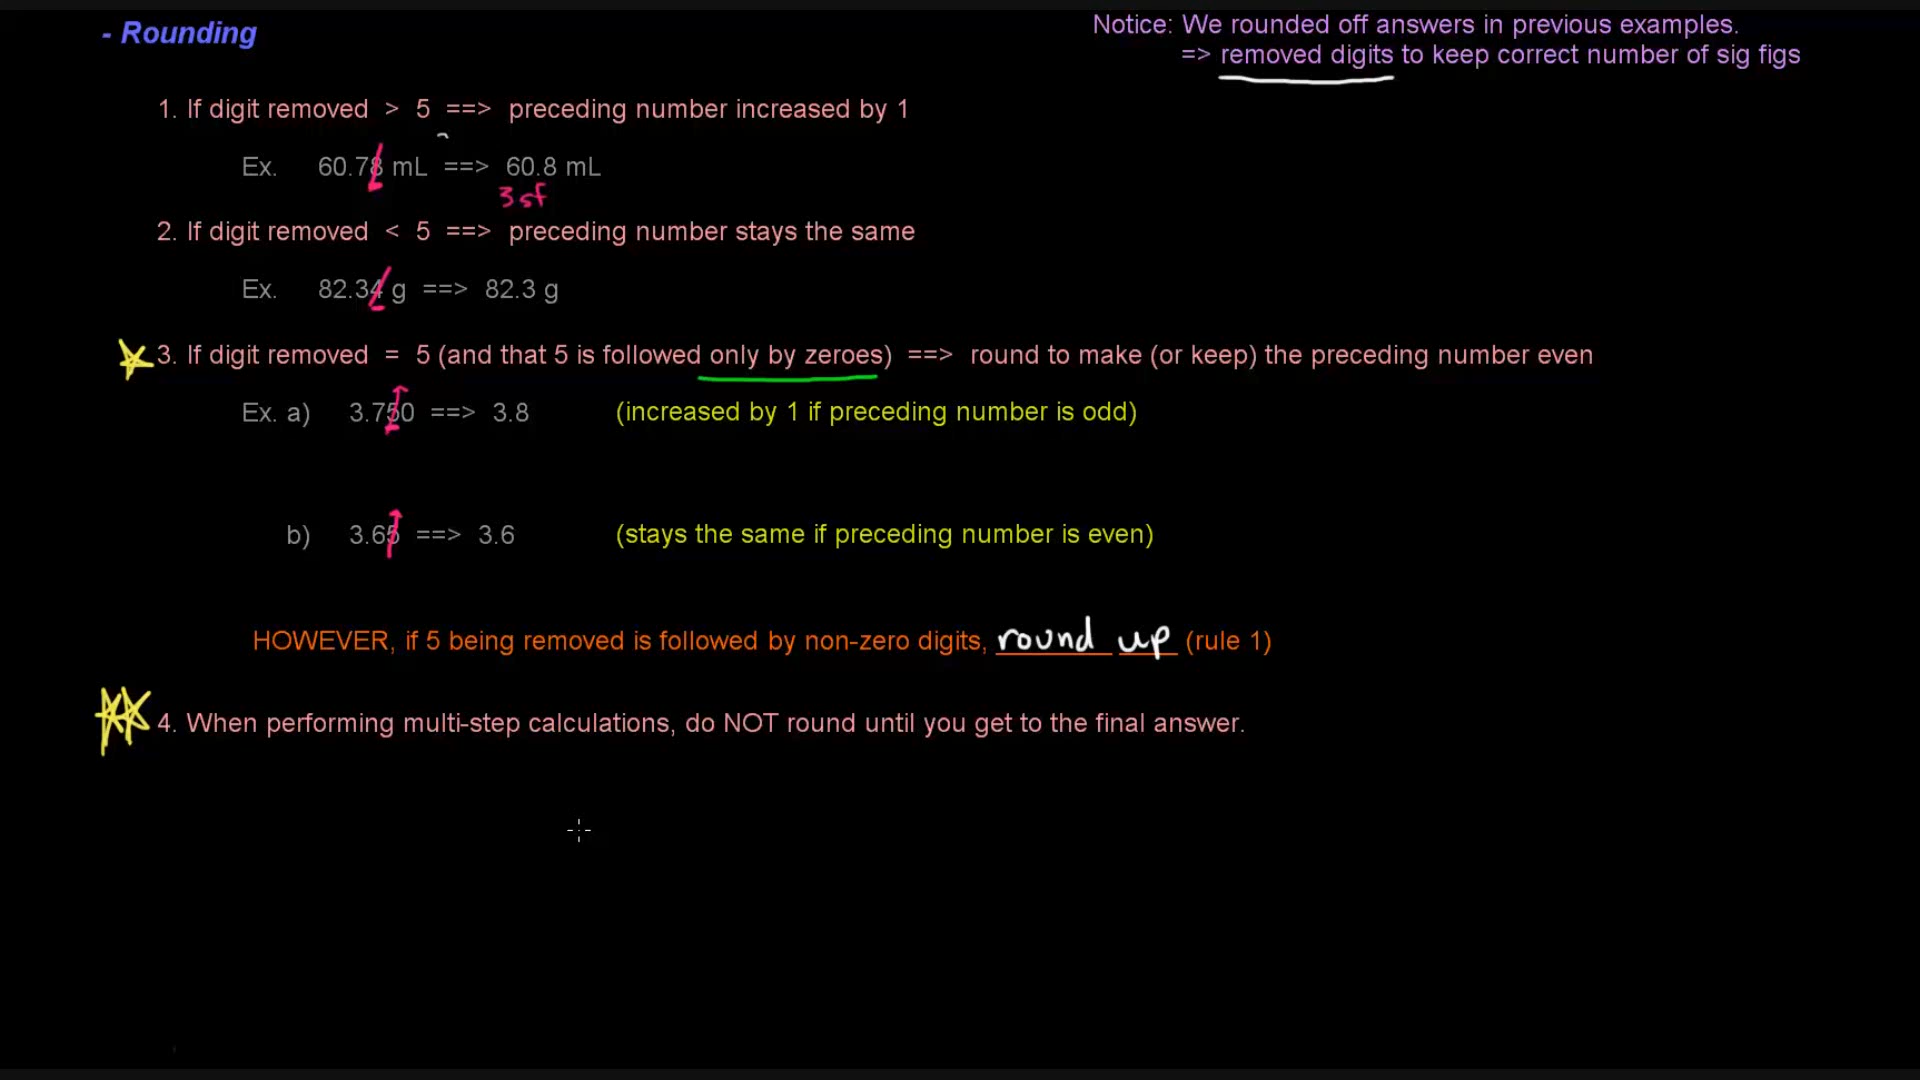 - Rounding
Notice: We rounded off answers in previous examples.
=> removed digits to keep correct number of sig figs
1. If digit removed > 5 ==> preceding number increased by 1
Ex. 60.78 mL ==> 60.8 mL
3 sf
2. If digit removed < 5 ==> preceding number stays the same
Ex. 82.34 g ==> 82.3 g
3. If digit removed = 5 (and that 5 is followed only by zeroes) ==> round to make (or keep) the preceding number even
Ex. a) 3.750 ==> 3.8 (increased by 1 if preceding number is odd)
b) 3.65 ==> 3.6 (stays the same if preceding number is even)
HOWEVER, if 5 being removed is followed by non-zero digits, round up (rule 1)
4. When performing multi-step calculations, do NOT round until you get to the final answer.